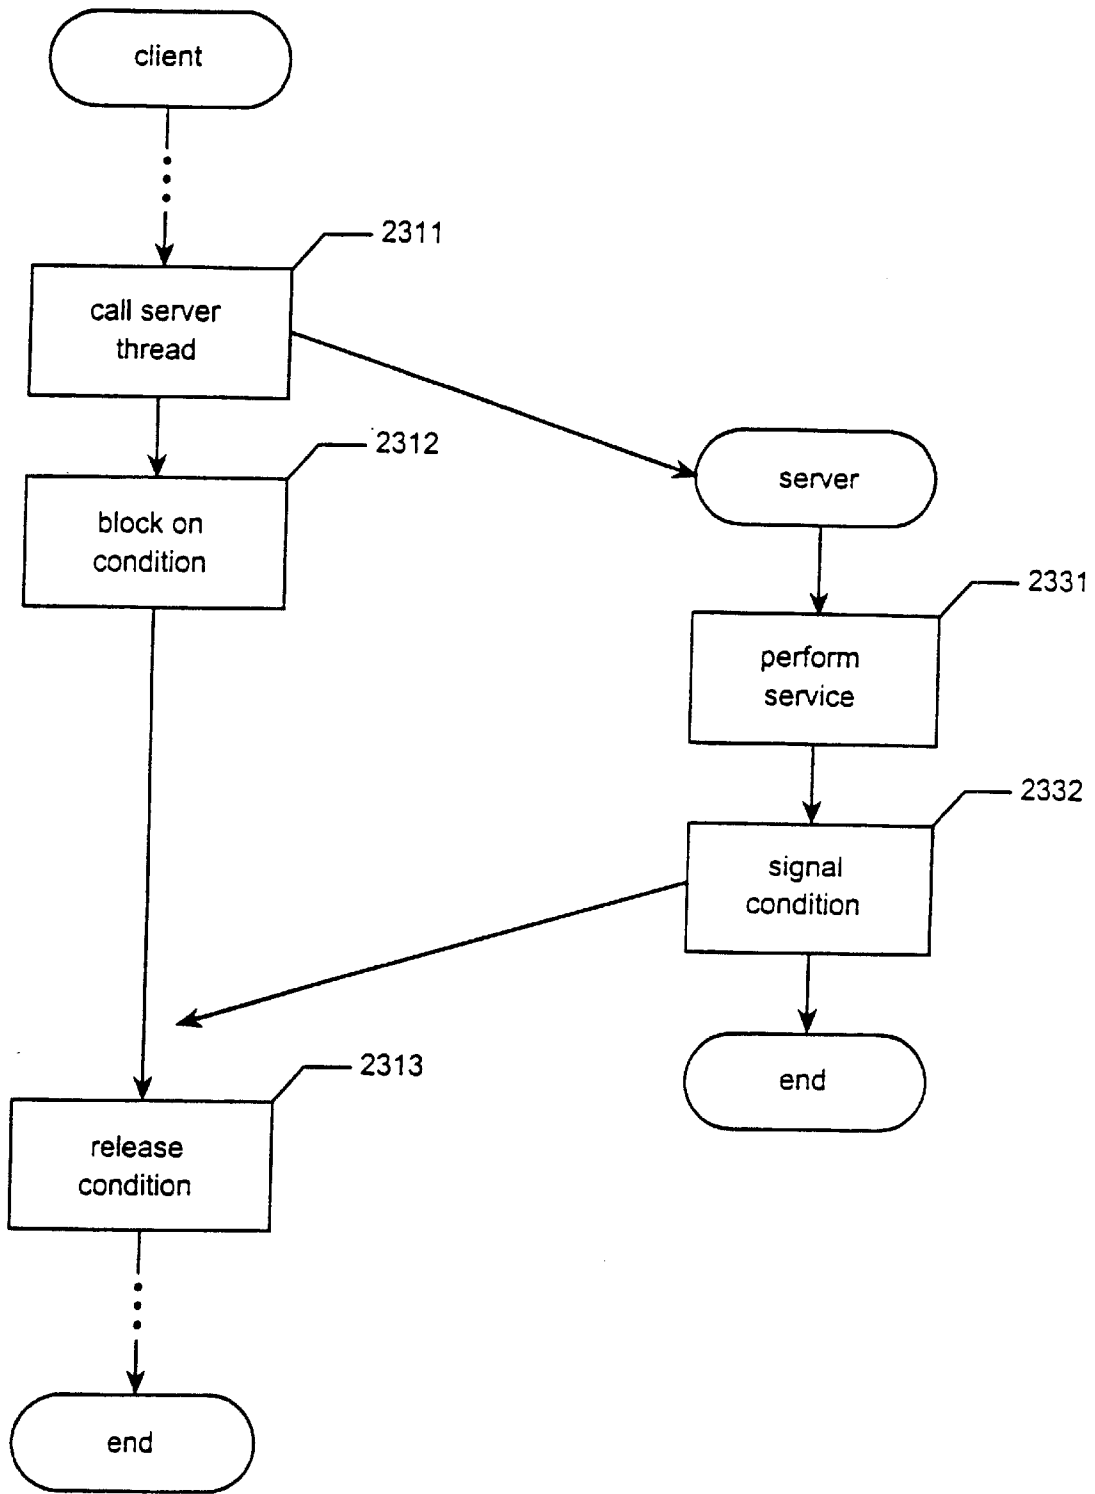 client
2311
call server
thread
2312
block on
condition
server
2331
perform
service
2332
signal
condition
end
2313
release
condition
end